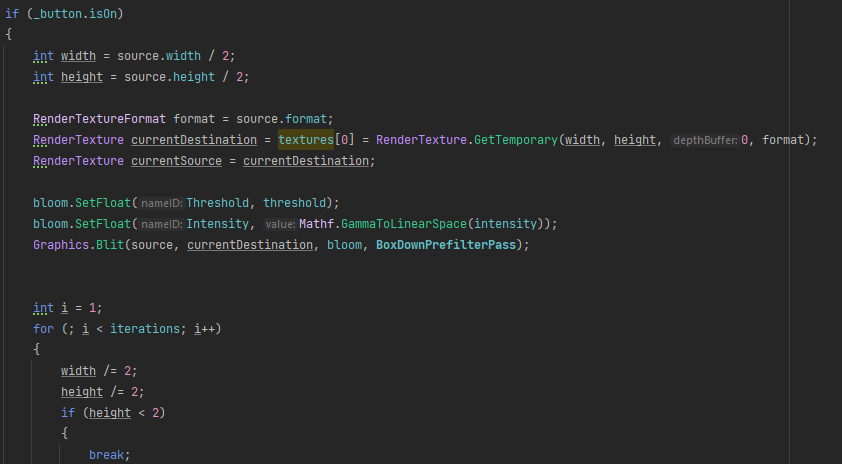 if (_button.isOn)
{
int width = source.width / 2;
int height = source.height / 2;
RenderTextureFormat format = source.format;
RenderTexture currentDestination = textures[0] = RenderTexture.GetTemporary(width, height, depthBuffer: 0, format);
RenderTexture currentSource = currentDestination;
bloom.SetFloat( nameID: Threshold, threshold);
bloom.SetFloat( nameID: Intensity, value: Mathf.GammaToLinearSpace(intensity));
Graphics.Blit(source, currentDestination, bloom, BoxDownPrefilterPass);
int i = 1;
for (; i < iterations; i++)
{
width /= 2;
height /= 2;
if (height < 2)
{
break;